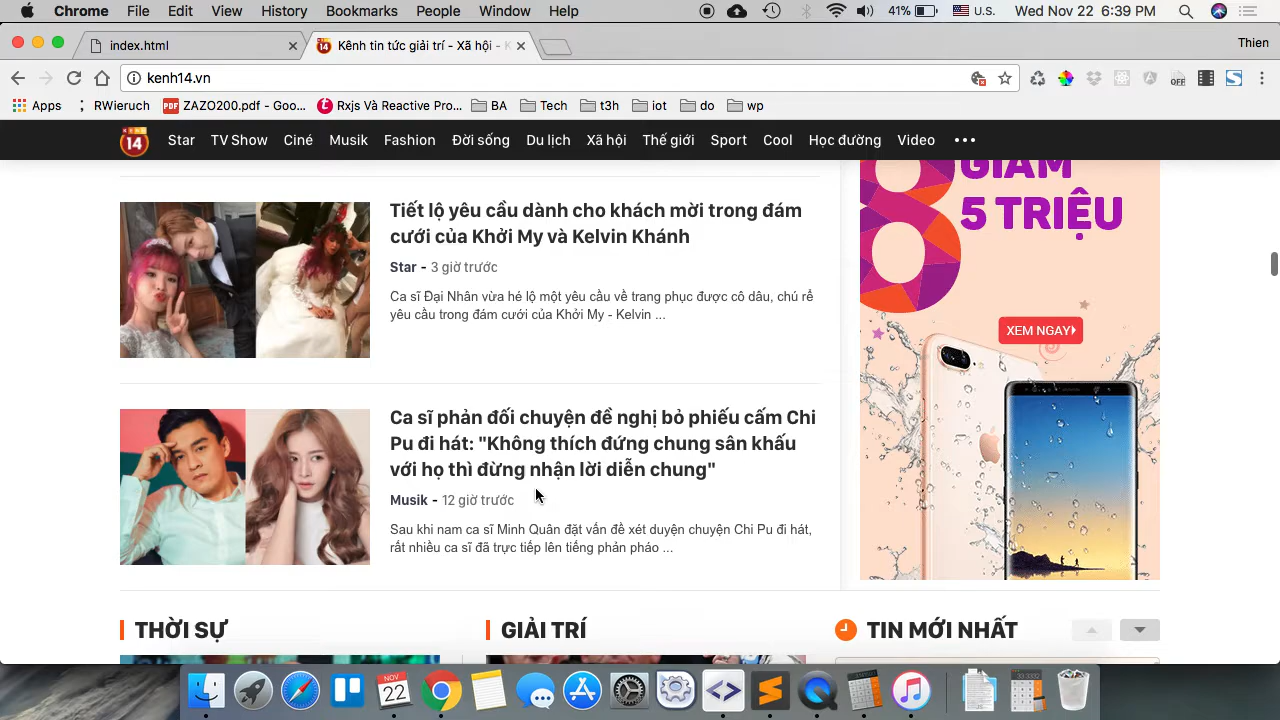 Chrome File Edit View History Bookmarks People Window Help 41% U.S. Wed Nov 22 6:39 PM
index.html Kênh tin tức giải trí - Xã hội - K Thien
kenh14.vn
Apps RWieruch ZAZO200.pdf - Goo... Rxjs Và Reactive Pro... BA Tech t3h iot do wp
14 Star TV Show Ciné Musik Fashion Đời sống Du lịch Xã hội Thế giới Sport Cool Học đường Video
GIẢM
5 TRIỆU
XEM NGAY
Tiết lộ yêu cầu dành cho khách mời trong đám
cưới của Khởi My và Kelvin Khánh
Star - 3 giờ trước
Ca sĩ Đại Nhân vừa hé lộ một yêu cầu về trang phục được cô dâu, chú rể
yêu cầu trong đám cưới của Khởi My - Kelvin ...
Ca sĩ phản đối chuyện đề nghị bỏ phiếu cấm Chi
Pu đi hát: "Không thích đứng chung sân khấu
với họ thì đừng nhận lời diễn chung"
Musik - 12 giờ trước
Sau khi nam ca sĩ Minh Quân đặt vấn đề xét duyện chuyện Chi Pu đi hát,
rất nhiều ca sĩ đã trực tiếp lên tiếng phản pháo ...
THỜI SỰ
GIẢI TRÍ
TIN MỚI NHẤT
22